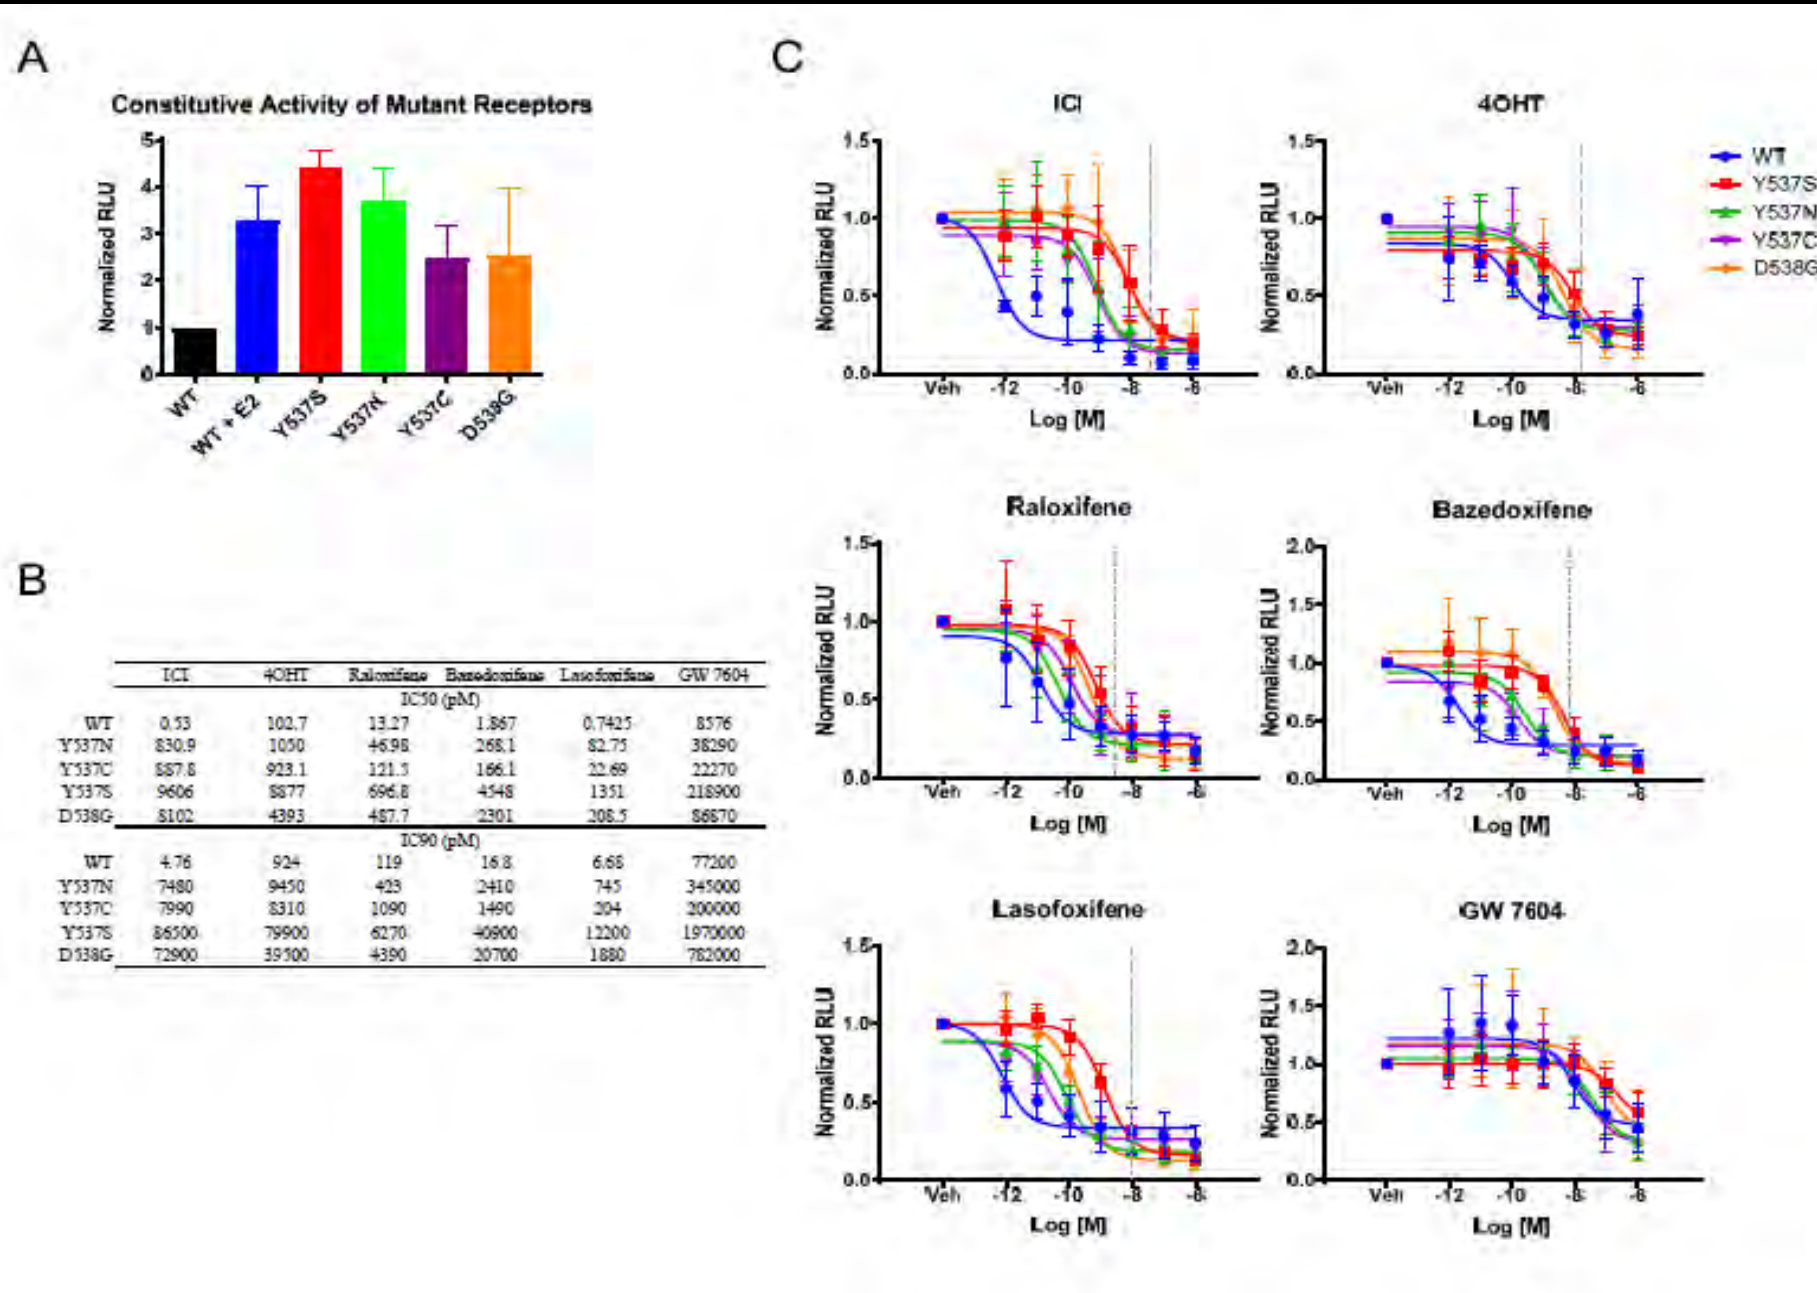 A
Constitutive Activity of Mutant Receptors
Normalized RLU
5
4
3
2
1
0
WT
WT + E2
Y537S
Y537N
Y537C
D538G
B
ICI 4OHT Raloxifene Bazedoxifene Lasofoxifene GW 7604
IC50 (pM)
WT 0.53 102.7 13.27 1.867 0.7425 8576
Y537N 830.9 1050 46.98 268.1 82.75 38290
Y537C 887.8 923.1 121.5 166.1 22.69 22270
Y537S 9606 8877 696.8 4548 1351 218900
D538G 8102 4393 487.7 2301 208.5 86870
IC90 (pM)
WT 4.76 924 119 16.8 6.68 77200
Y537N 7480 9450 423 2410 745 345000
Y537C 7990 8310 1090 1490 204 200000
Y537S 86500 79900 6270 40900 12200 1970000
D538G 72900 39500 4390 20700 1880 782000
C
ICI
Normalized RLU
1.5
1.0
0.5
0.0
Veh -12 -10 -8 -6
Log [M]
4OHT
Normalized RLU
1.5
1.0
0.5
0.0
Veh -12 -10 -8 -6
Log [M]
WT
Y537S
Y537N
Y537C
D538G
Raloxifene
Normalized RLU
1.5
1.0
0.5
0.0
Veh -12 -10 -8 -6
Log [M]
Bazedoxifene
Normalized RLU
2.0
1.5
1.0
0.5
0.0
Veh -12 -10 -8 -6
Log [M]
Lasofoxifene
Normalized RLU
1.5
1.0
0.5
0.0
Veh -12 -10 -8 -6
Log [M]
GW 7604
Normalized RLU
2.0
1.5
1.0
0.5
0.0
Veh -12 -10 -8 -6
Log [M]